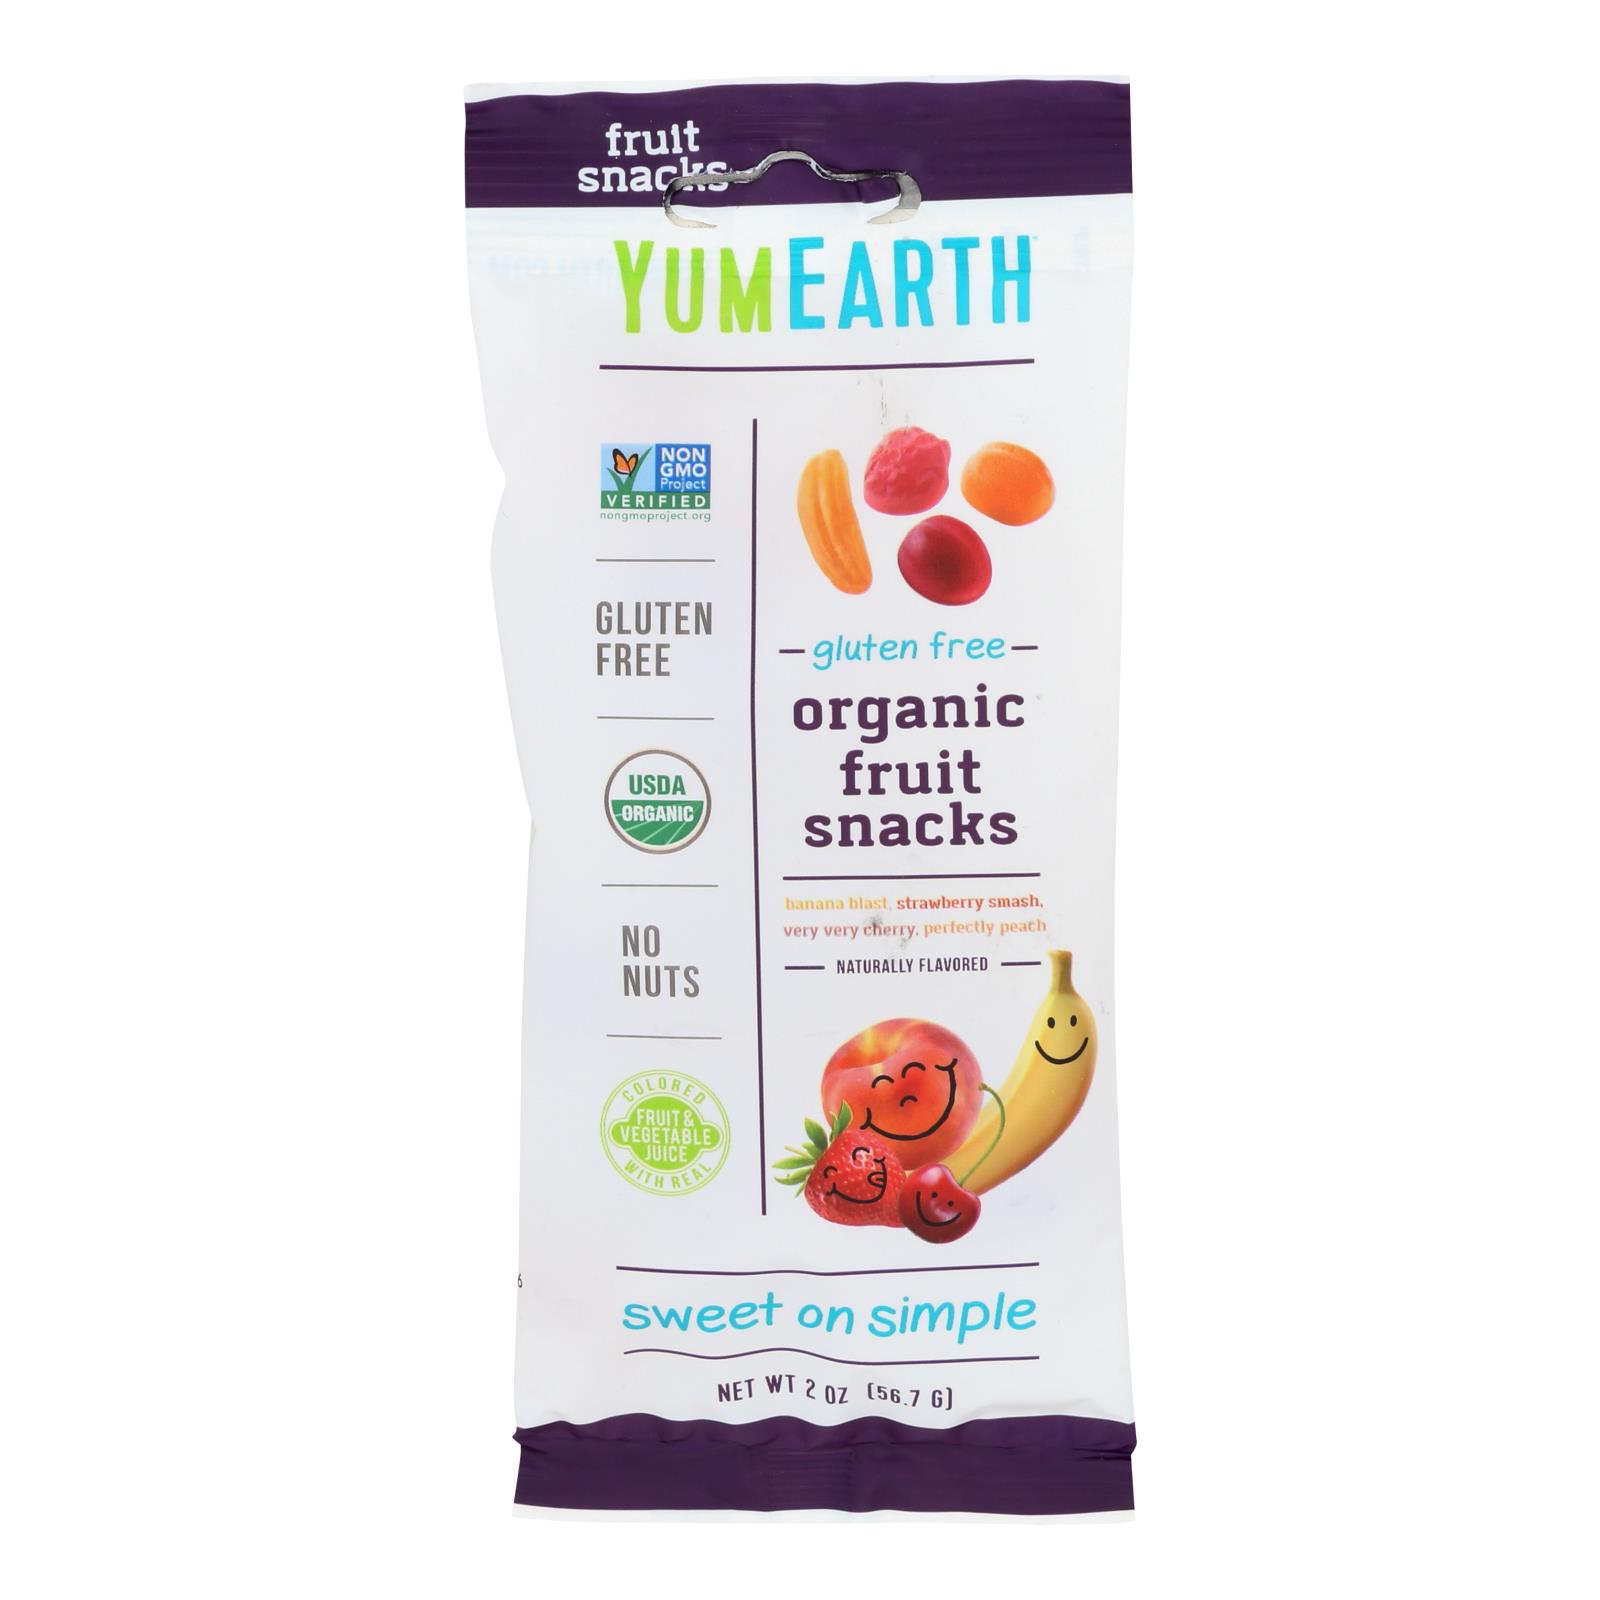 fruit
snacks
YUMEARTH
NON
GMO
Project
VERIFIED
nongmoproject.org
GLUTEN
FREE
USDA
ORGANIC
NO
NUTS
COLORED
FRUIT &
VEGETABLE
JUICE
WITH REAL
gluten free
organic
fruit
snacks
banana blast, strawberry smash,
very very cherry, perfectly peach
NATURALLY FLAVORED
sweet on simple
NET WT 2 OZ (56.7 G)